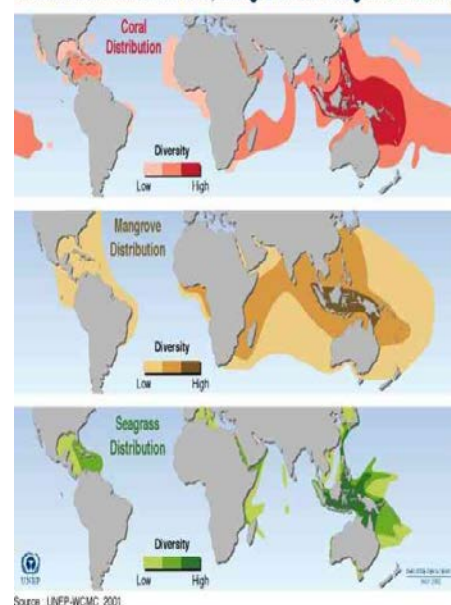 Coral
Distribution
Diversity
Low High
Mangrove
Distribution
Diversity
Low High
Seagrass
Distribution
Diversity
Low High
UNEP
Source : UNEP-WCMC, 2001